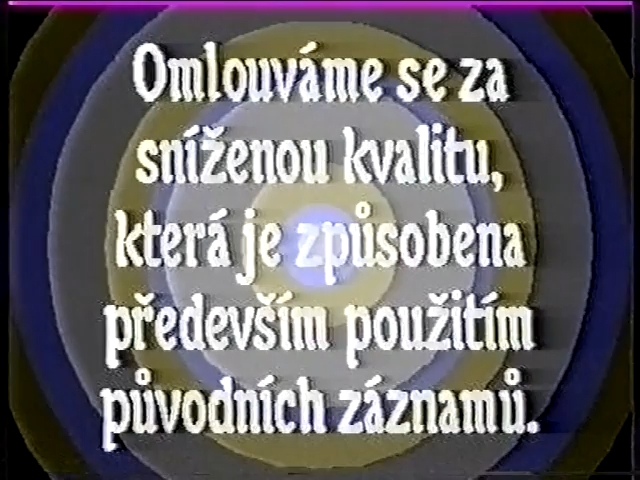 Omlouváme se za
sníženou kvalitu,
která je způsobena
především použitím
původních záznamů.